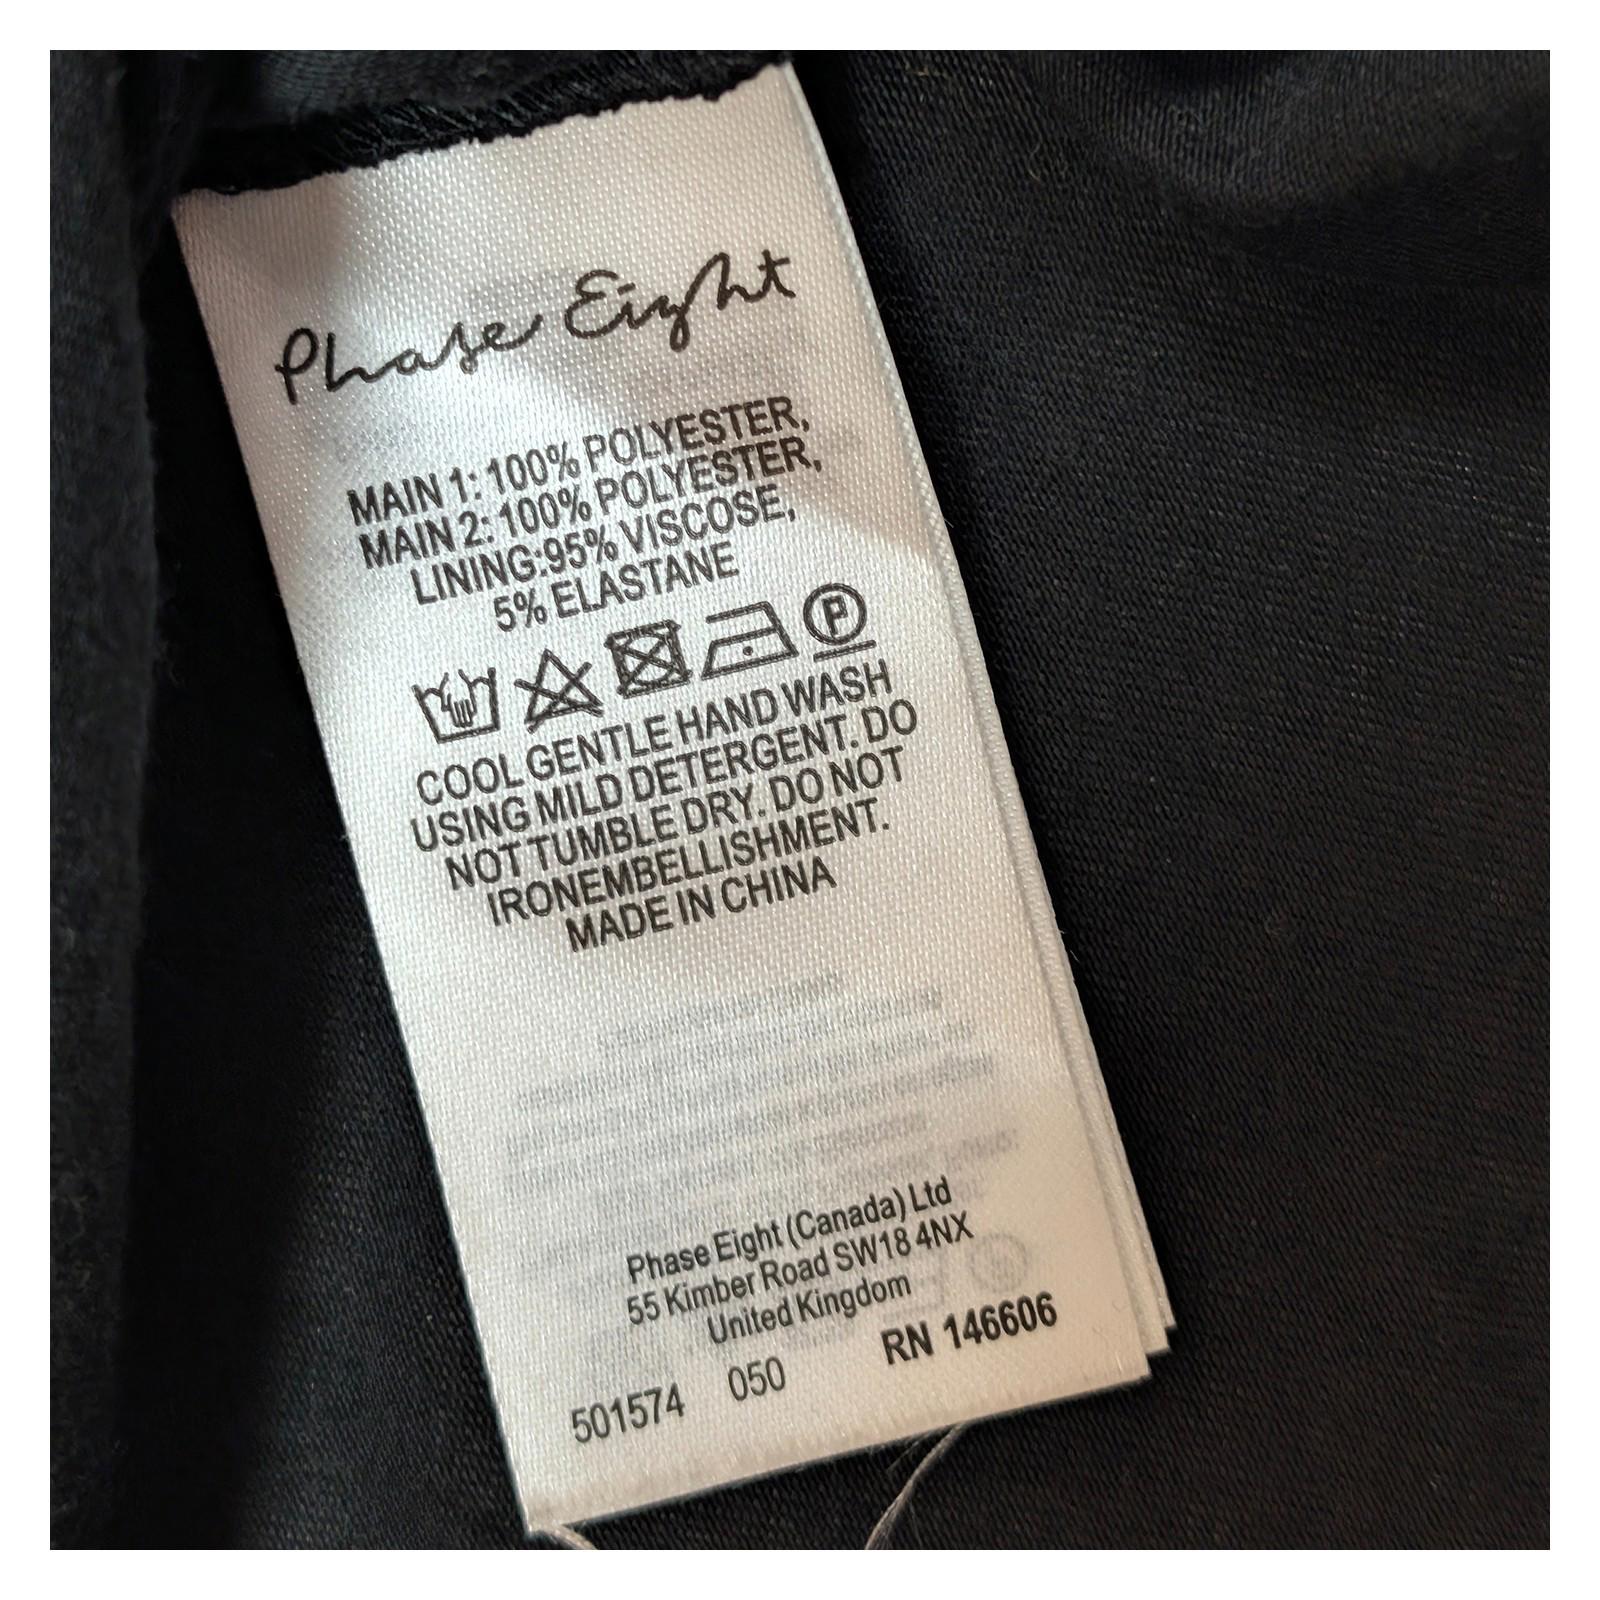 Phase Eight
MAIN 1: 100% POLYESTER,
MAIN 2: 100% POLYESTER,
LINING:95% VISCOSE,
5% ELASTANE
P
COOL GENTLE HAND WASH
USING MILD DETERGENT. DO
NOT TUMBLE DRY. DO NOT
IRONEMBELLISHMENT.
MADE IN CHINA
Phase Eight (Canada) Ltd
55 Kimber Road SW18 4NX
United Kingdom
RN 146606
501574 050